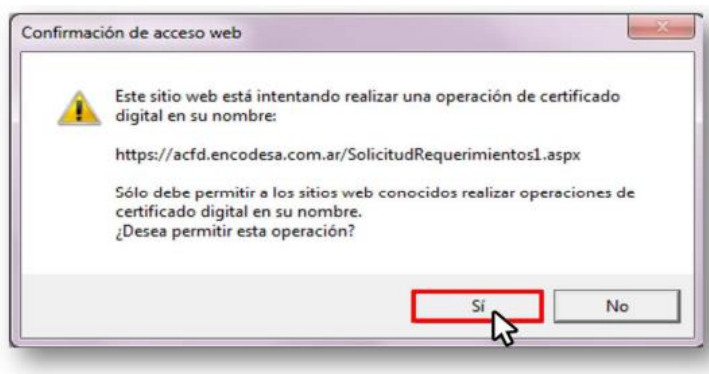 Confirmación de acceso web
Este sitio web está intentando realizar una operación de certificado
digital en su nombre:
https://acfd.encodesa.com.ar/SolicitudRequerimientos1.aspx
Sólo debe permitir a los sitios web conocidos realizar operaciones de
certificado digital en su nombre.
¿Desea permitir esta operación?
Sí
No